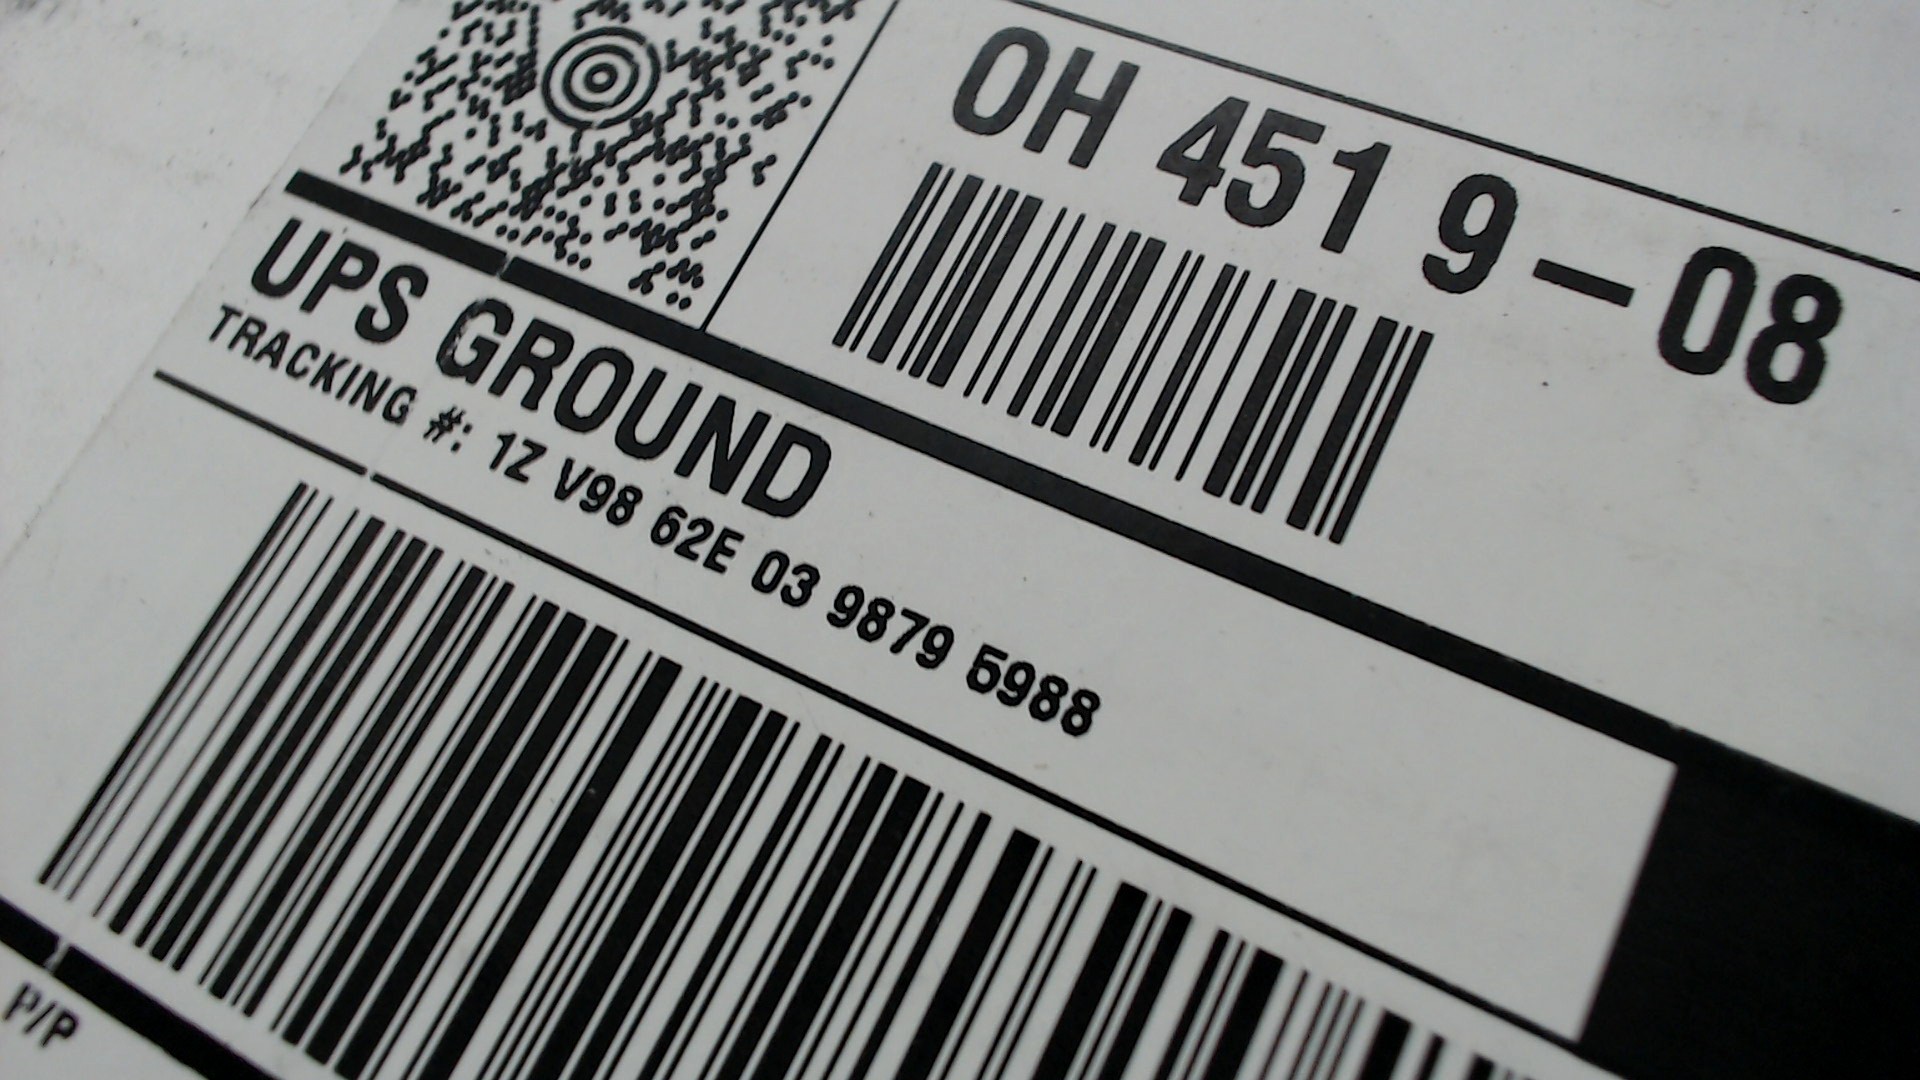 OH 451 9-08
UPS GROUND
TRACKING #: 1Z V98 62E 03 9879 5988
P/P